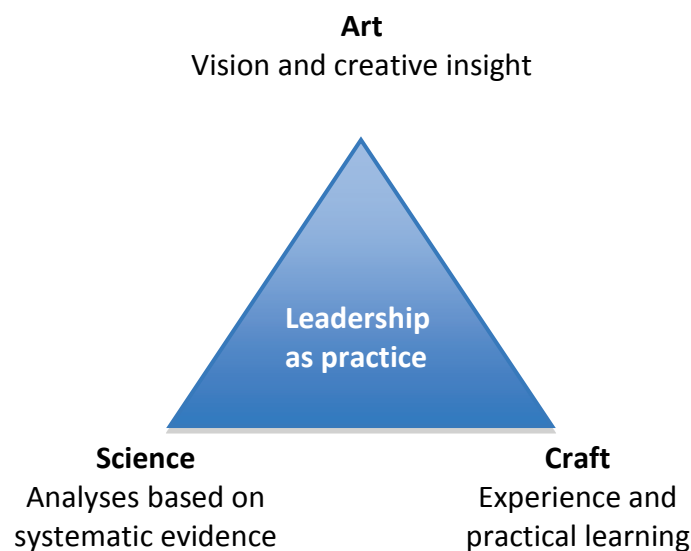 Art
Vision and creative insight
Leadership
as practice
Science
Analyses based on
systematic evidence
Craft
Experience and
practical learning